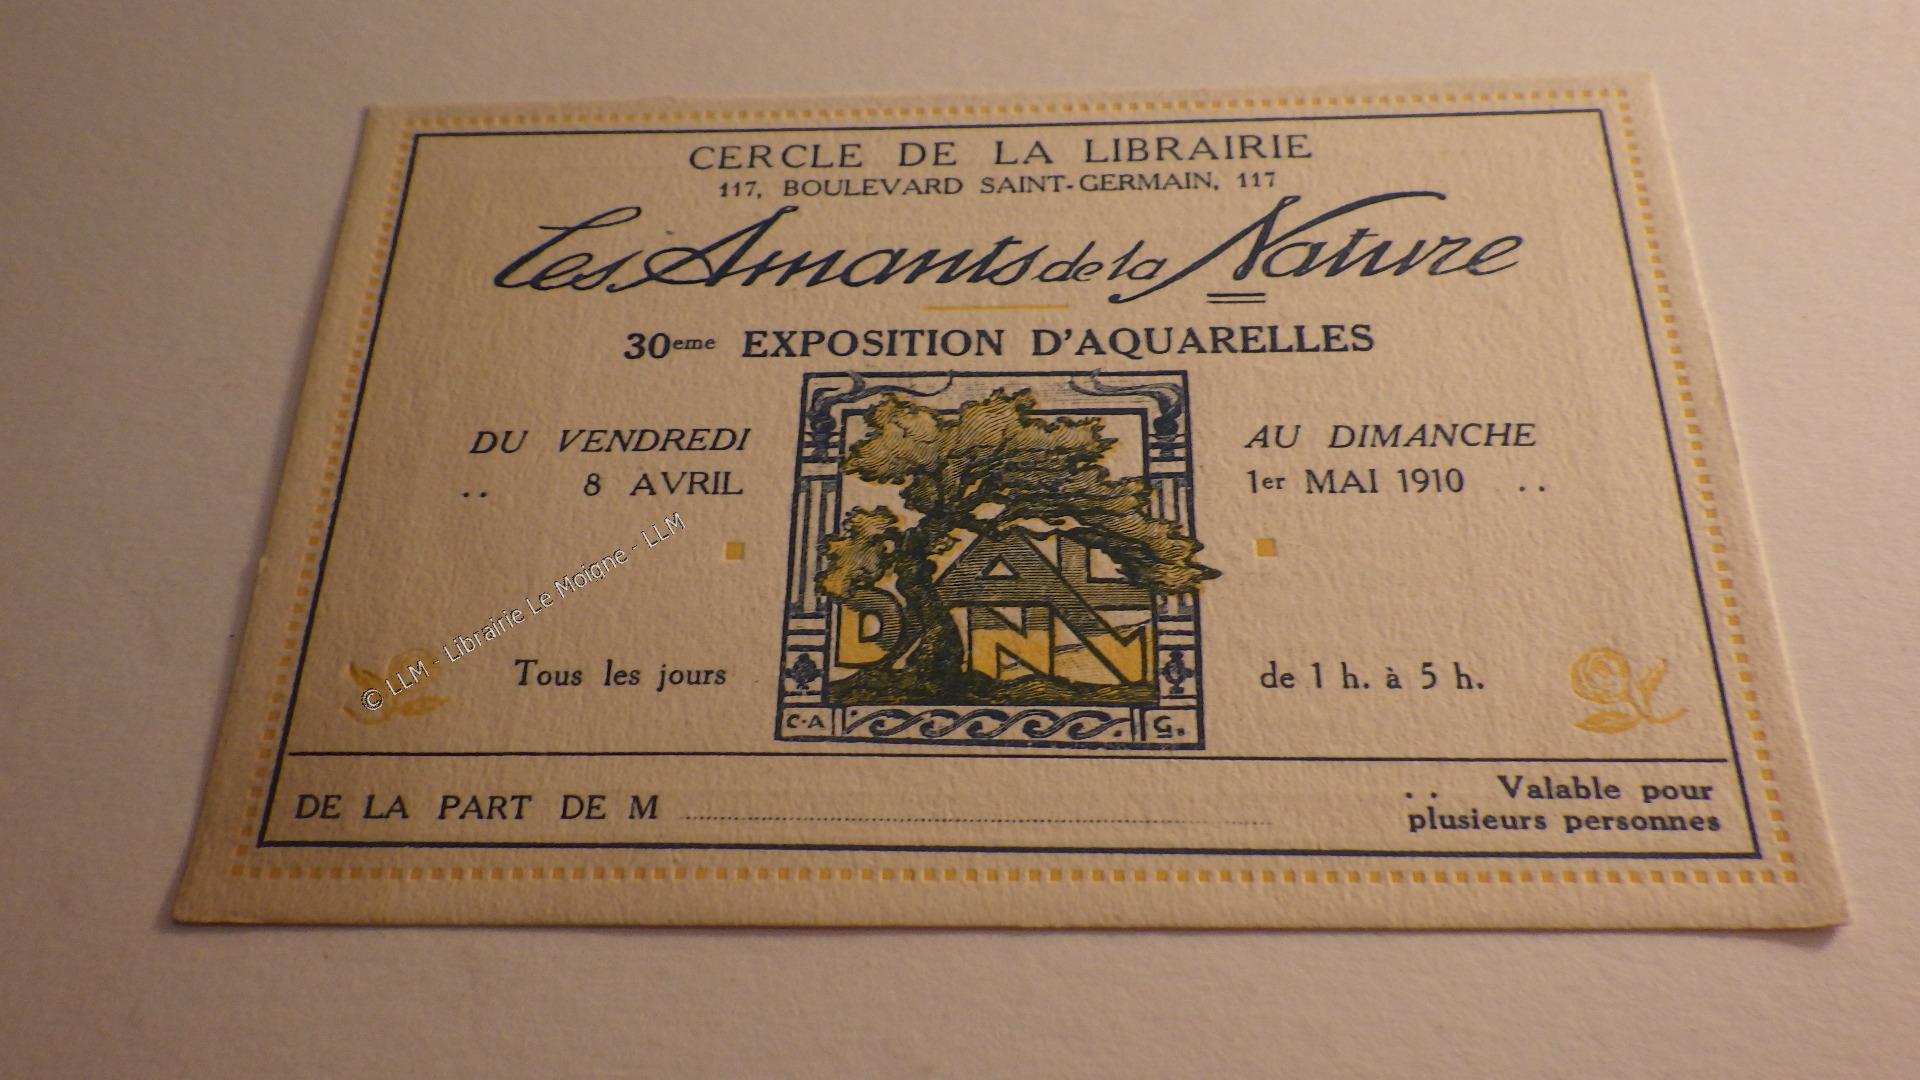 CERCLE DE LA LIBRAIRIE
117, BOULEVARD SAINT-GERMAIN, 117
Les Amants de la Nature
30eme EXPOSITION D'AQUARELLES
DU VENDREDI
.. 8 AVRIL
AU DIMANCHE
1er MAI 1910 ..
AL
DNM
C.A
G.
Tous les jours
de 1 h. à 5 h.
DE LA PART DE M
.. Valable pour
plusieurs personnes
© LLM - Librairie Le Moigne - LLM